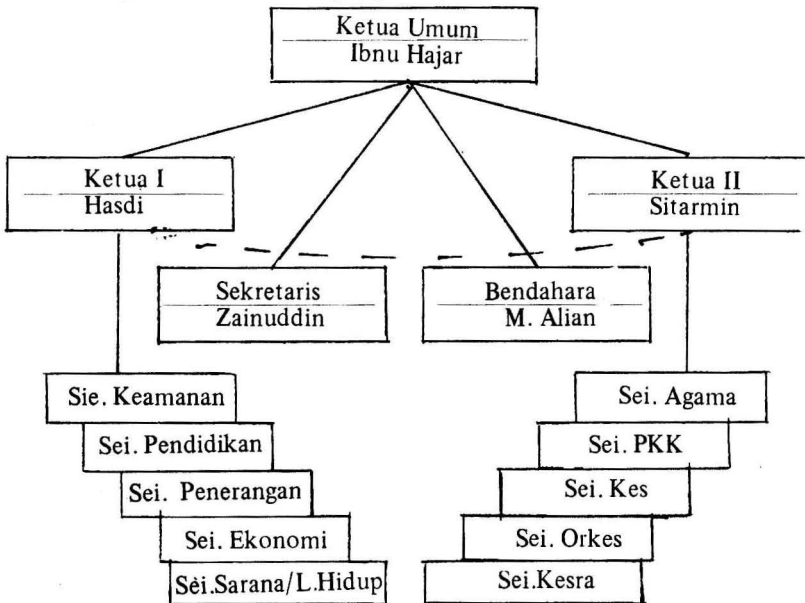 Ketua Umum
Ibnu Hajar
Ketua I
Hasdi
Ketua II
Sitarmin
Sekretaris
Zainuddin
Bendahara
M. Alian
Sie. Keamanan
Sei. Agama
Sei. Pendidikan
Sei. PKK
Sei. Penerangan
Sei. Kes
Sei. Ekonomi
Sei. Orkes
Sèi.Sarana/L.Hidup
Sei.Kesra